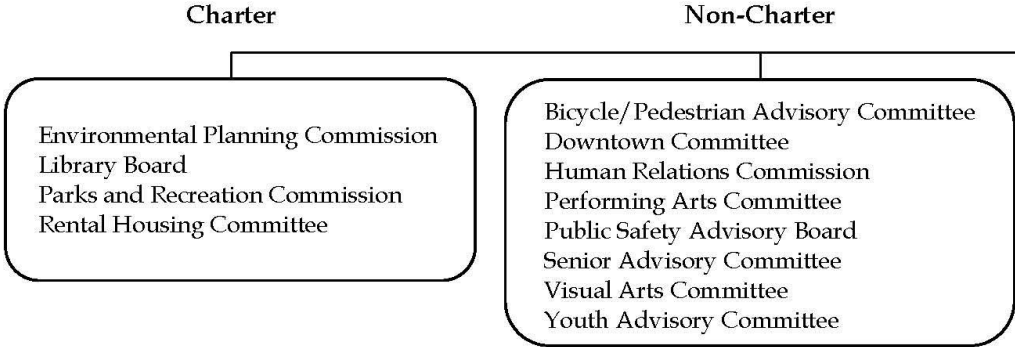 Charter
Non-Charter
Environmental Planning Commission
Library Board
Parks and Recreation Commission
Rental Housing Committee
Bicycle/Pedestrian Advisory Committee
Downtown Committee
Human Relations Commission
Performing Arts Committee
Public Safety Advisory Board
Senior Advisory Committee
Visual Arts Committee
Youth Advisory Committee